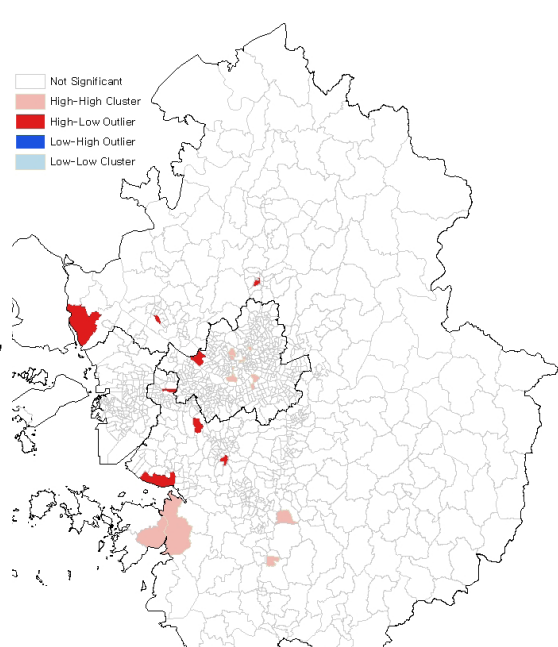 Not Significant
High-High Cluster
High-Low Outlier
Low-High Outlier
Low-Low Cluster